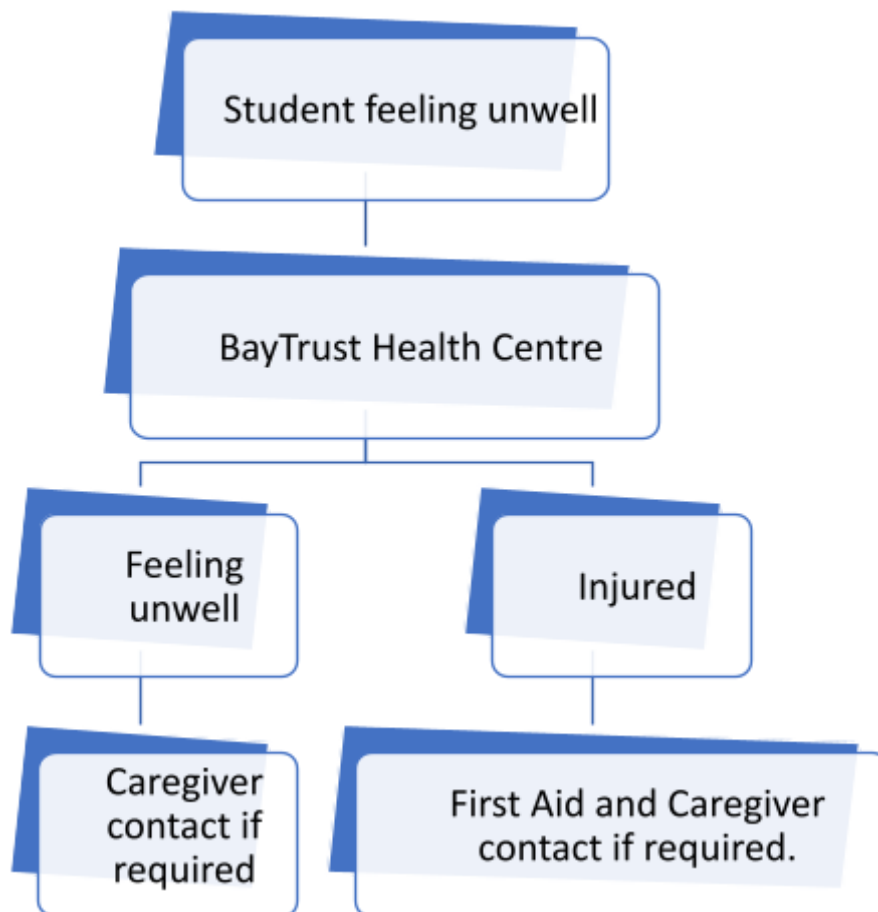 Student feeling unwell
BayTrust Health Centre
Feeling
unwell
Injured
Caregiver
contact if
required
First Aid and Caregiver
contact if required.